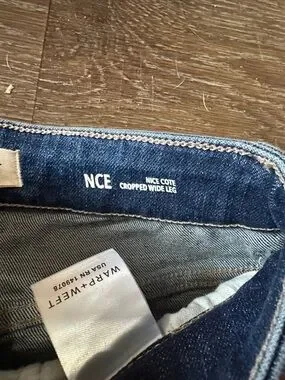 NCE
NICE COTE
CROPPED WIDE LEG
WARP+WEFT
USA RN 149078